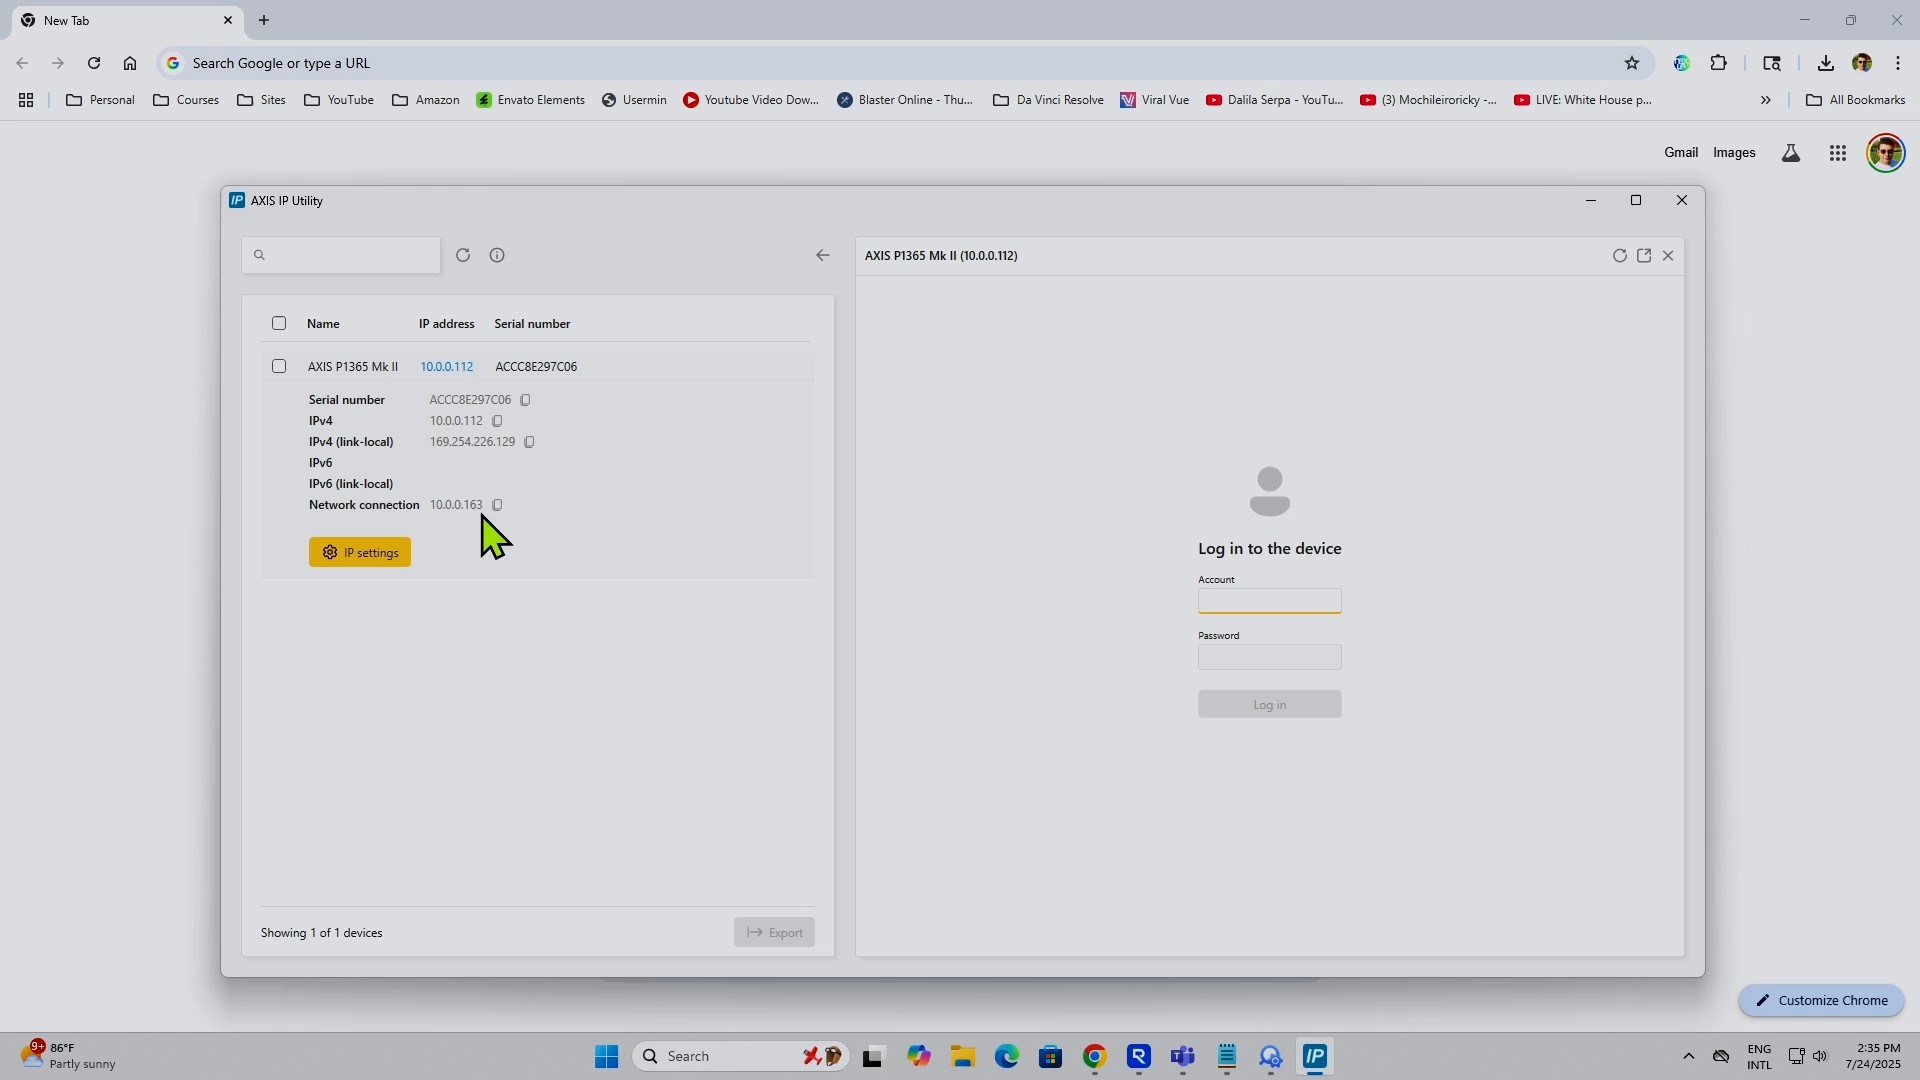 New Tab
Search Google or type a URL
Personal
Courses
Sites
YouTube
Amazon
Envato Elements
Usermin
Youtube Video Dow...
Blaster Online - Thu...
Da Vinci Resolve
Viral Vue
Dalila Serpa - YouTu...
(3) Mochileiroricky -...
LIVE: White House p...
»
All Bookmarks
Gmail Images
IP AXIS IP Utility
AXIS P1365 Mk II (10.0.0.112)
Name IP address Serial number
AXIS P1365 Mk II 10.0.0.112 ACCC8E297C06
Serial number ACCC8E297C06
IPv4 10.0.0.112
IPv4 (link-local) 169.254.226.129
IPv6
IPv6 (link-local)
Network connection 10.0.0.163
IP settings
Showing 1 of 1 devices
Export
Log in to the device
Account
Password
Log in
Customize Chrome
9+
86°F
Partly sunny
Search
IP
ENG
INTL
2:35 PM
7/24/2025